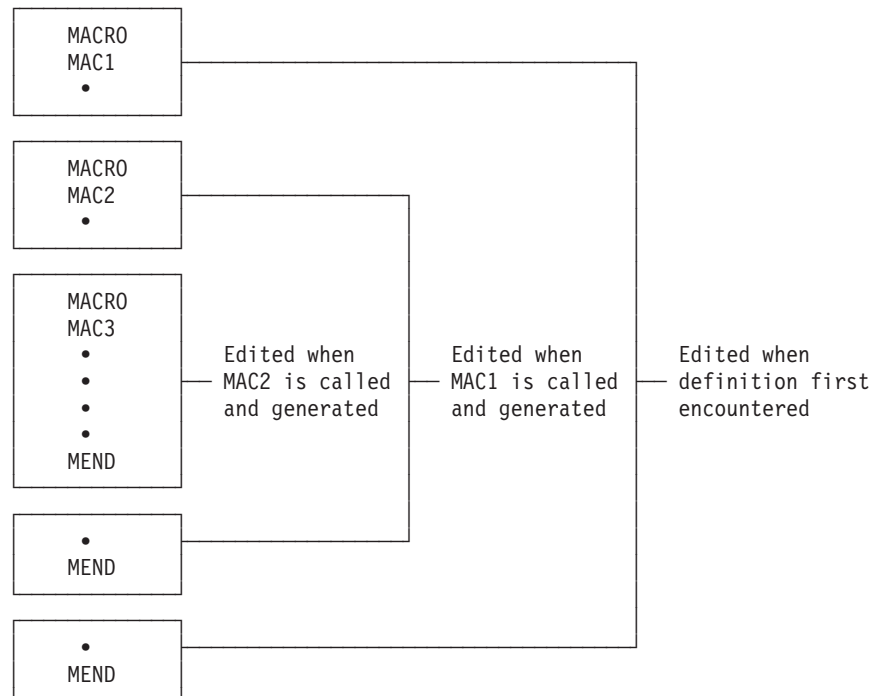 MACRO
MAC1
•
MACRO
MAC2
•
MACRO
MAC3
•
•
•
•
MEND
Edited when
MAC2 is called
and generated
Edited when
MAC1 is called
and generated
Edited when
definition first
encountered
•
MEND
•
MEND